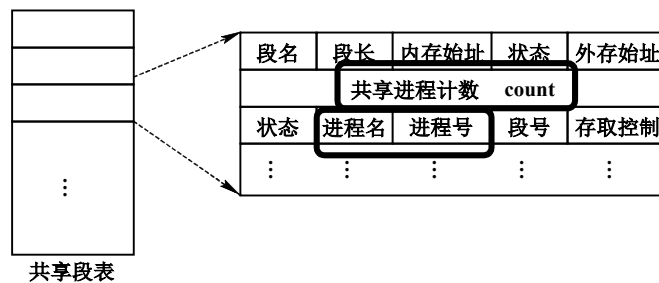 段名 段长 内存始址 状态 外存始址
共享进程计数 count
状态 进程名 进程号 段号 存取控制
⋮ ⋮ ⋮ ⋮ ⋮
⋮
共享段表